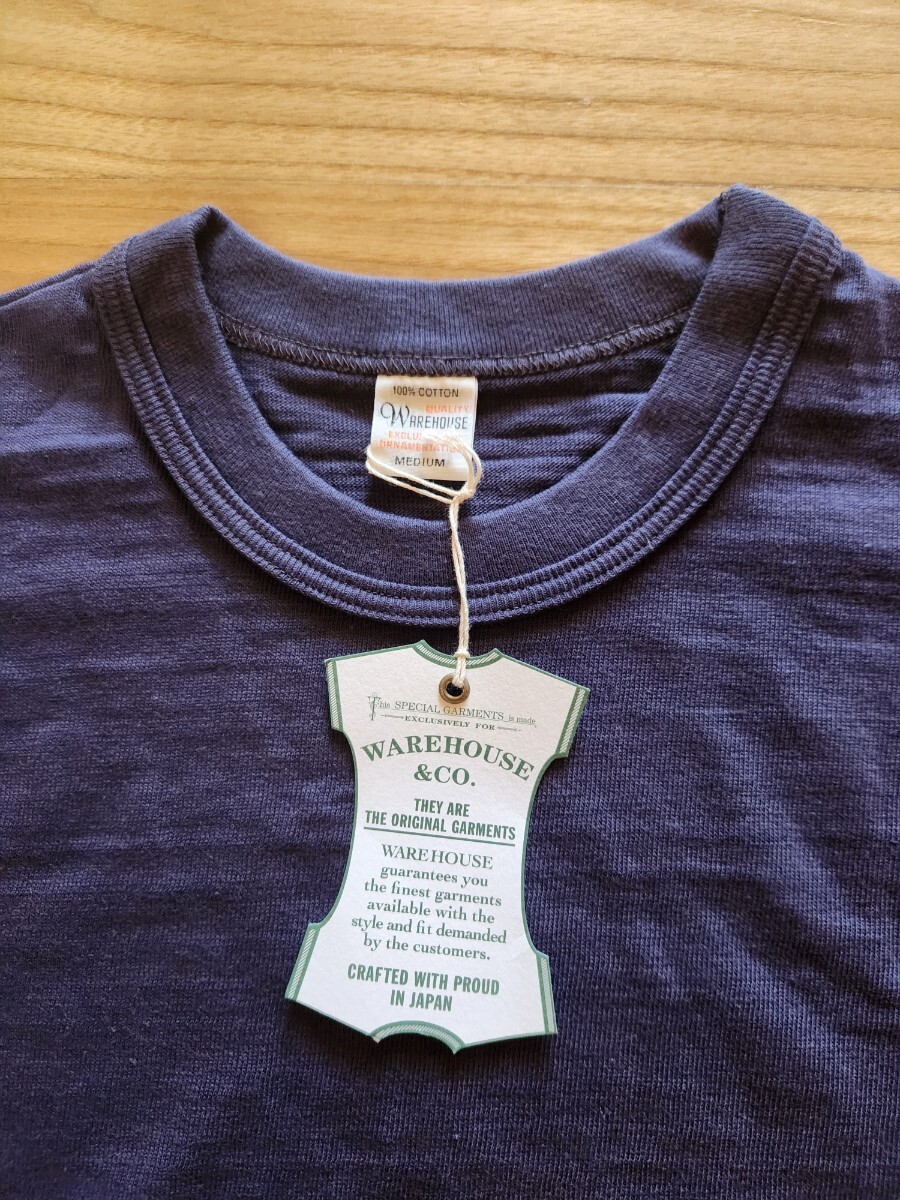 100% COTTON
QUALITY
WAREHOUSE
MEDIUM
This SPECIAL GARMENTS is made
EXCLUSIVELY FOR
WAREHOUSE
&CO.
THEY ARE
THE ORIGINAL GARMENTS
WAREHOUSE
guarantees you
the finest garments
available with the
style and fit demanded
by the customers.
CRAFTED WITH PROUD
IN JAPAN